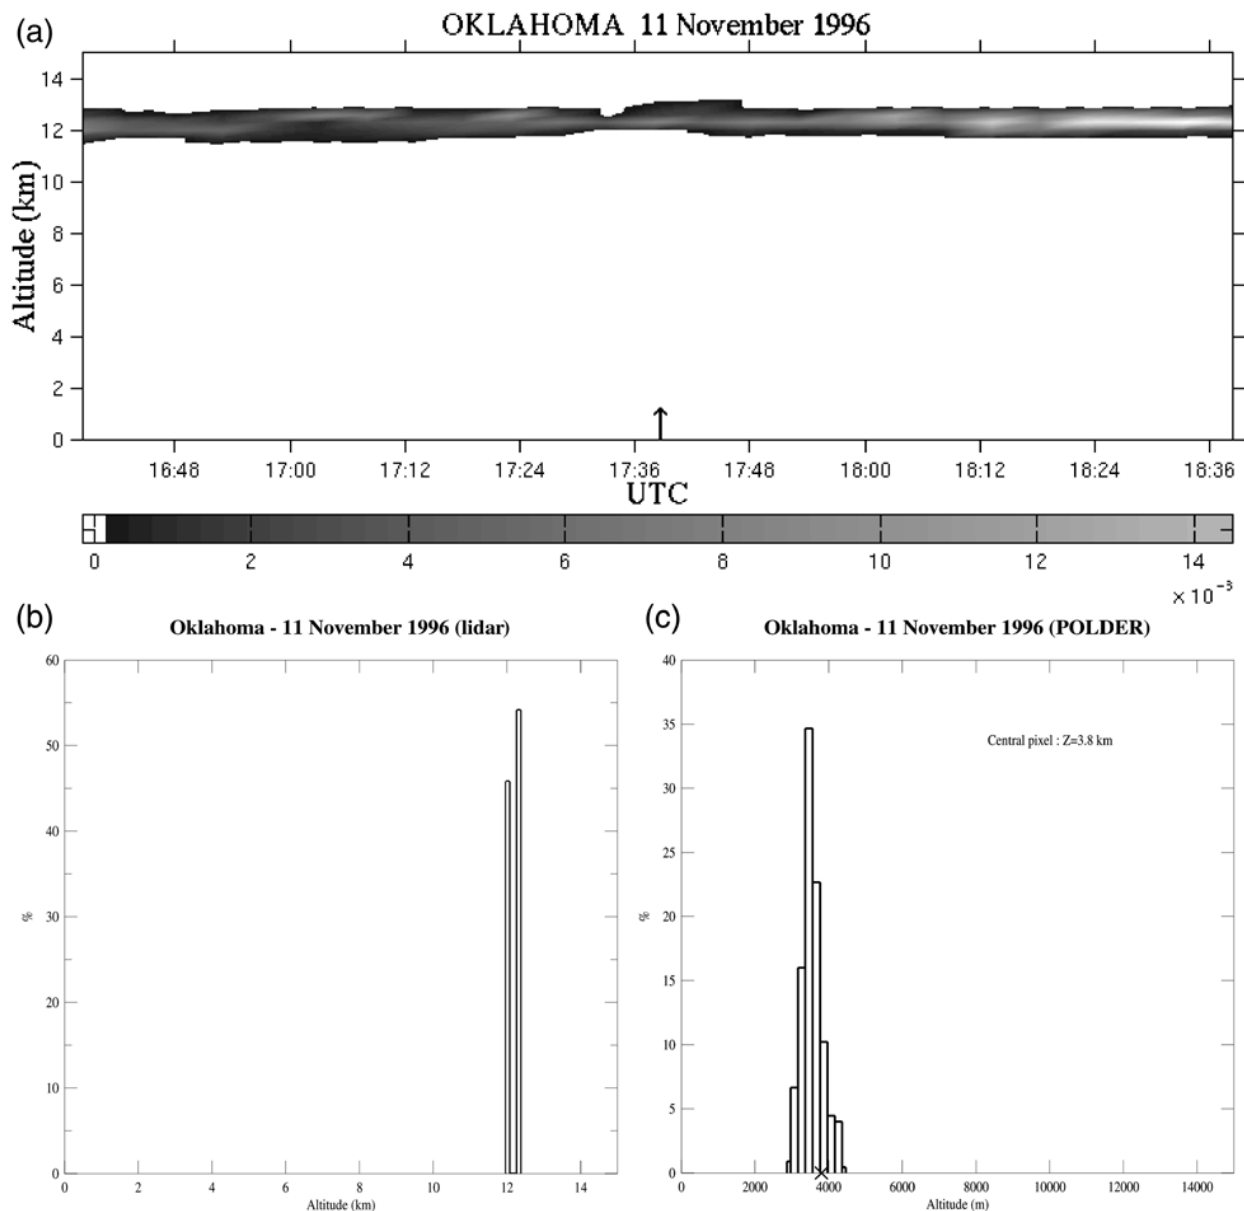 (a)
OKLAHOMA 11 November 1996
Altitude (km)
14
12
10
8
6
4
2
0
16:48 17:00 17:12 17:24 17:36 17:48 18:00 18:12 18:24 18:36
UTC
0 2 4 6 8 10 12 14
×10⁻³
(b)
Oklahoma - 11 November 1996 (lidar)
60
50
40
30
20
10
0
%
0 2 4 6 8 10 12 14
Altitude (km)
(c)
Oklahoma - 11 November 1996 (POLDER)
40
35
30
25
20
15
10
5
0
%
Central pixel : Z=3.8 km
0 2000 4000 6000 8000 10000 12000 14000
Altitude (m)